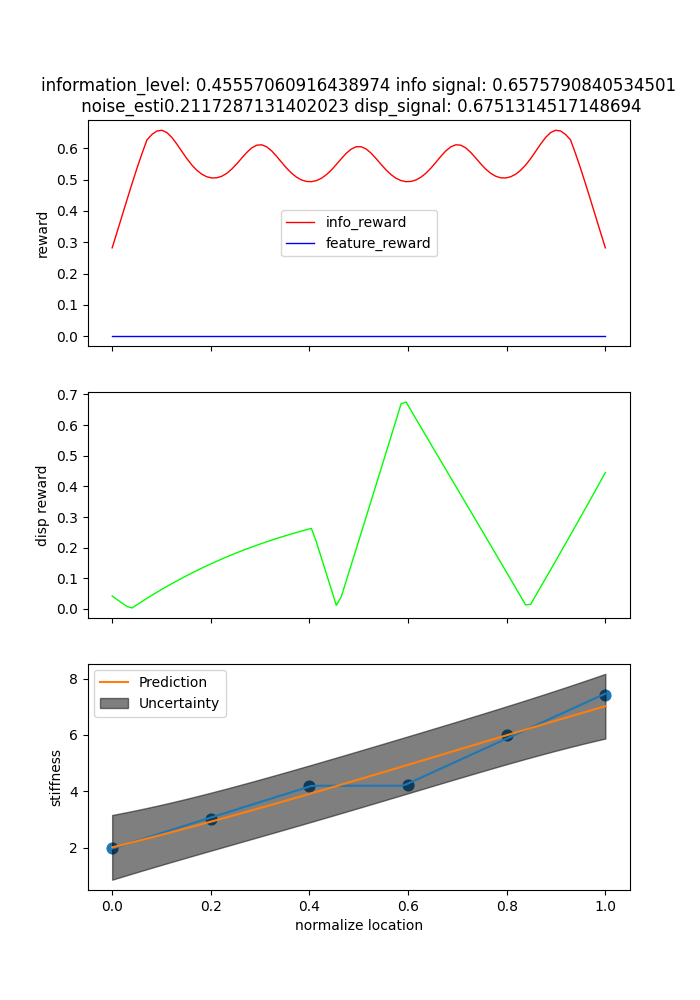 information_level: 0.45557060916438974 info signal: 0.6575790840534501
noise_esti0.2117287131402023 disp_signal: 0.6751314517148694
0.6
0.5
0.4
0.3
0.2
0.1
0.0
reward
info_reward
feature_reward
0.7
0.6
0.5
0.4
0.3
0.2
0.1
0.0
disp reward
8
6
4
2
stiffness
Prediction
Uncertainty
0.0 0.2 0.4 0.6 0.8 1.0
normalize location